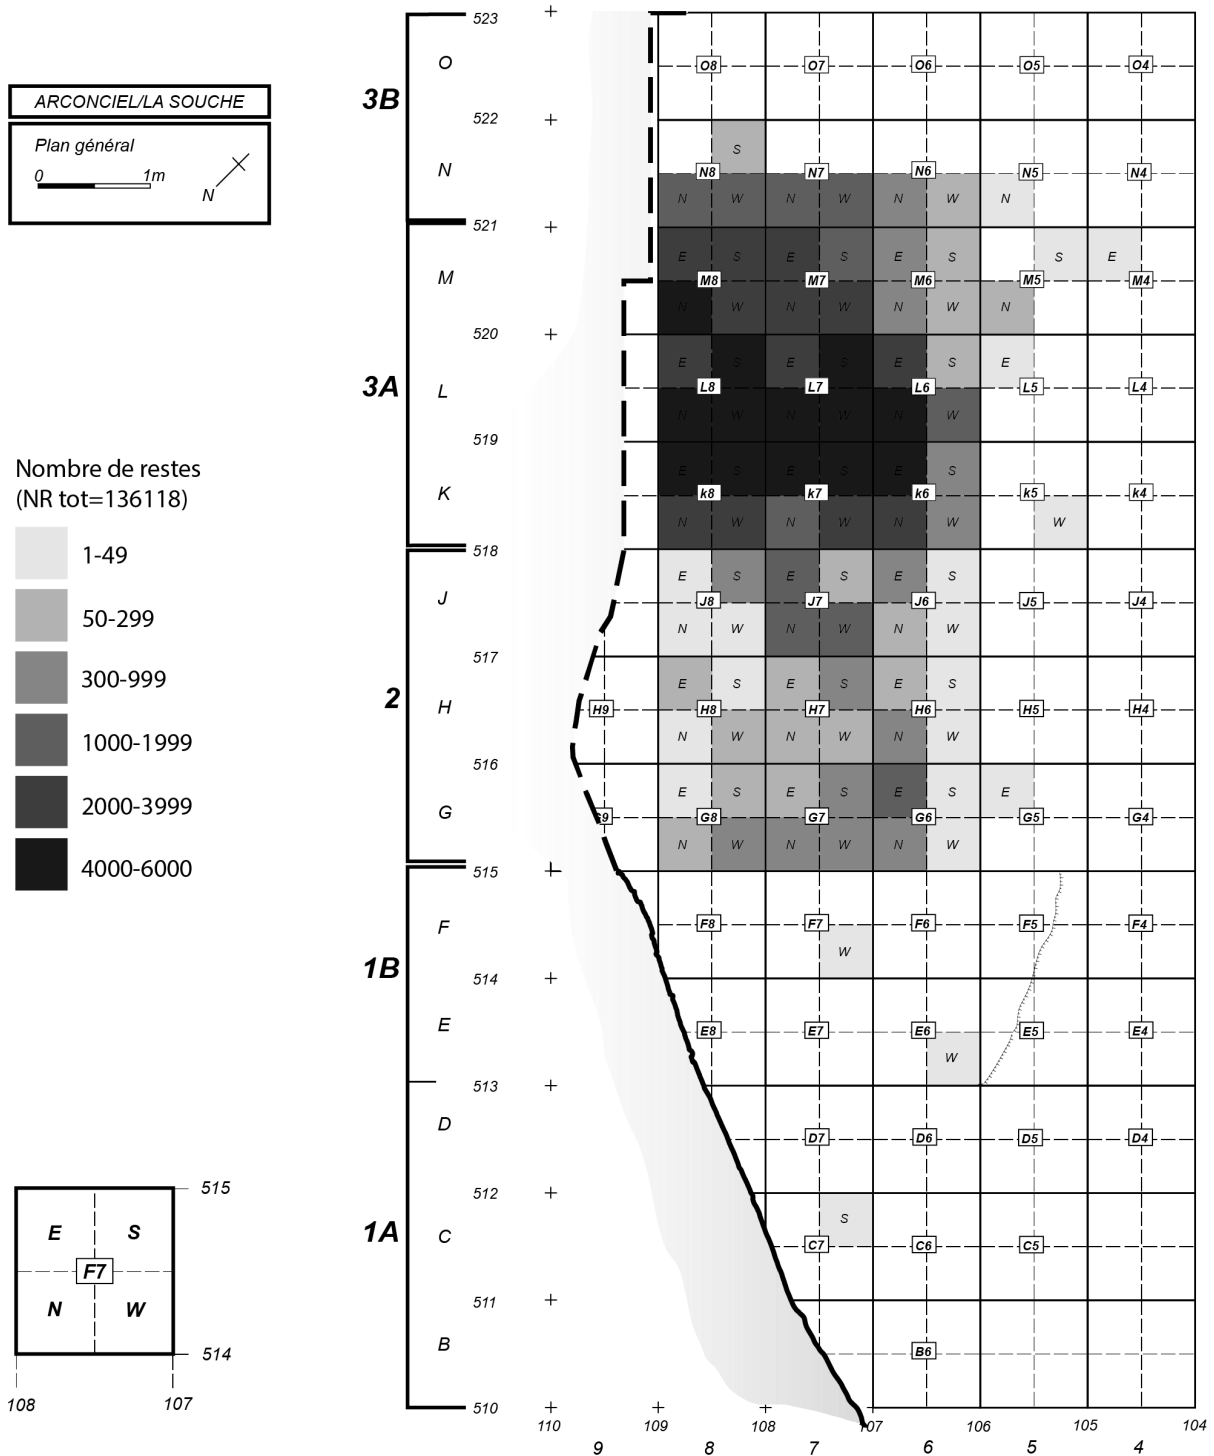 ARCONCIEL/LA SOUCHE
Plan général
0 1m
N
Nombre de restes
(NR tot=136118)
1-49
50-299
300-999
1000-1999
2000-3999
4000-6000
E S
F7
N W
515
514
108 107
3B
3A
2
1B
1A
O
N
M
L
K
J
H
G
F
E
D
C
B
523
522
521
520
519
518
517
516
515
514
513
512
511
510
O8 O7 O6 O5 O4
S
N8 N7 N6 N5 N4
N W N W N W N
E S E S E S S E
M8 M7 M6 M5 M4
N W N W N W N
E S E S E S E
L8 L7 L6 L5 L4
N W N W N W
E S E S E S
k8 k7 k6 k5 k4
N W N W N W W
E S E S E S
J8 J7 J6 J5 J4
N W N W N W
E S E S E S
H9 H8 H7 H6 H5 H4
N W N W N W
E S E S E S E
G9 G8 G7 G6 G5 G4
N W N W N W
F8 F7 F6 F5 F4
W
E8 E7 E6 E5 E4
W
D7 D6 D5 D4
S
C7 C6 C5
B6
110 109 108 107 106 105 104
9 8 7 6 5 4